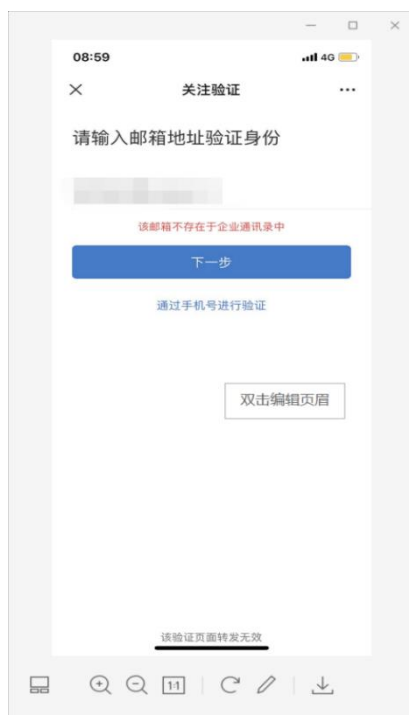 08:59
4G
关注验证
请输入邮箱地址验证身份
该邮箱不存在于企业通讯录中
下一步
通过手机号进行验证
双击编辑页眉
该验证页面转发无效
1:1